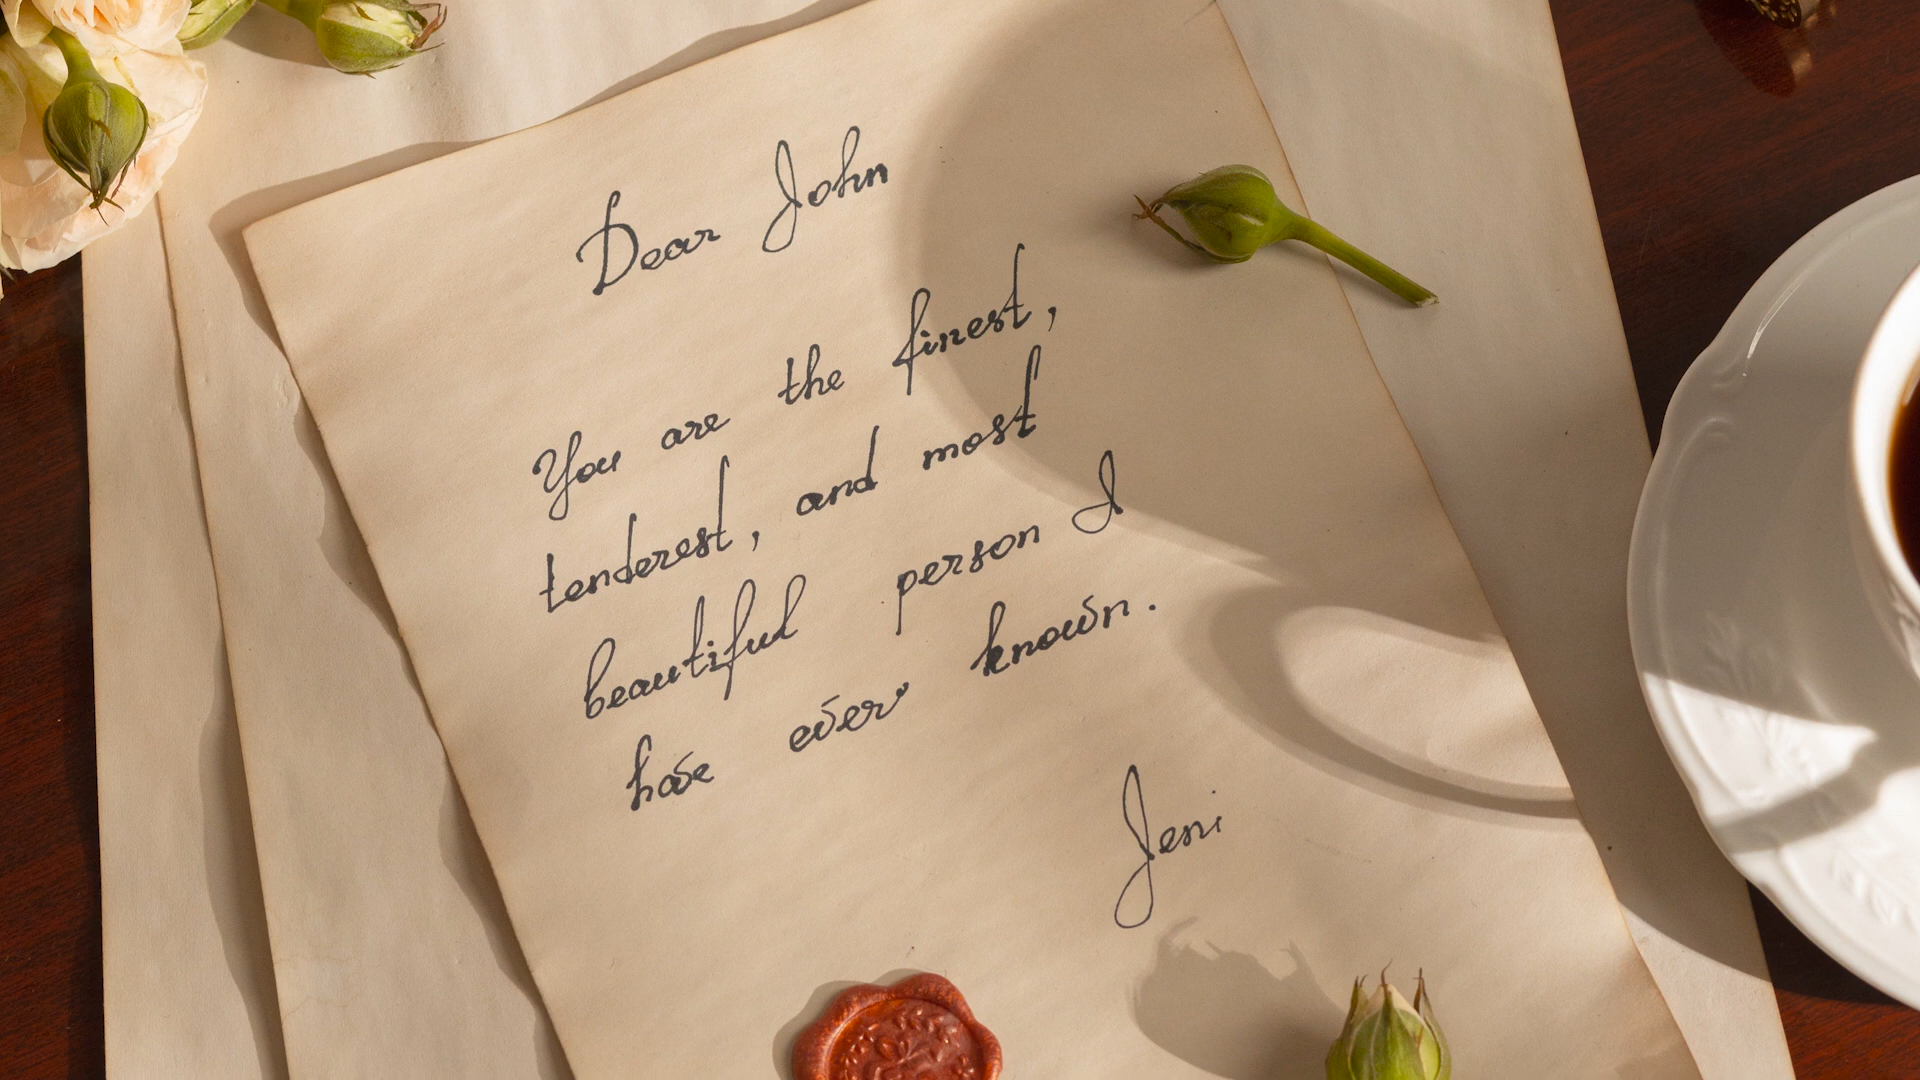 Dear John
You are the finest,
tenderest, and most
beautiful person I
have ever known.
Jeni